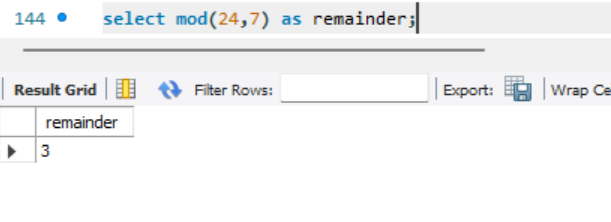 144 select mod(24,7) as remainder;
Result Grid Filter Rows: Export: Wrap Ce
remainder
3